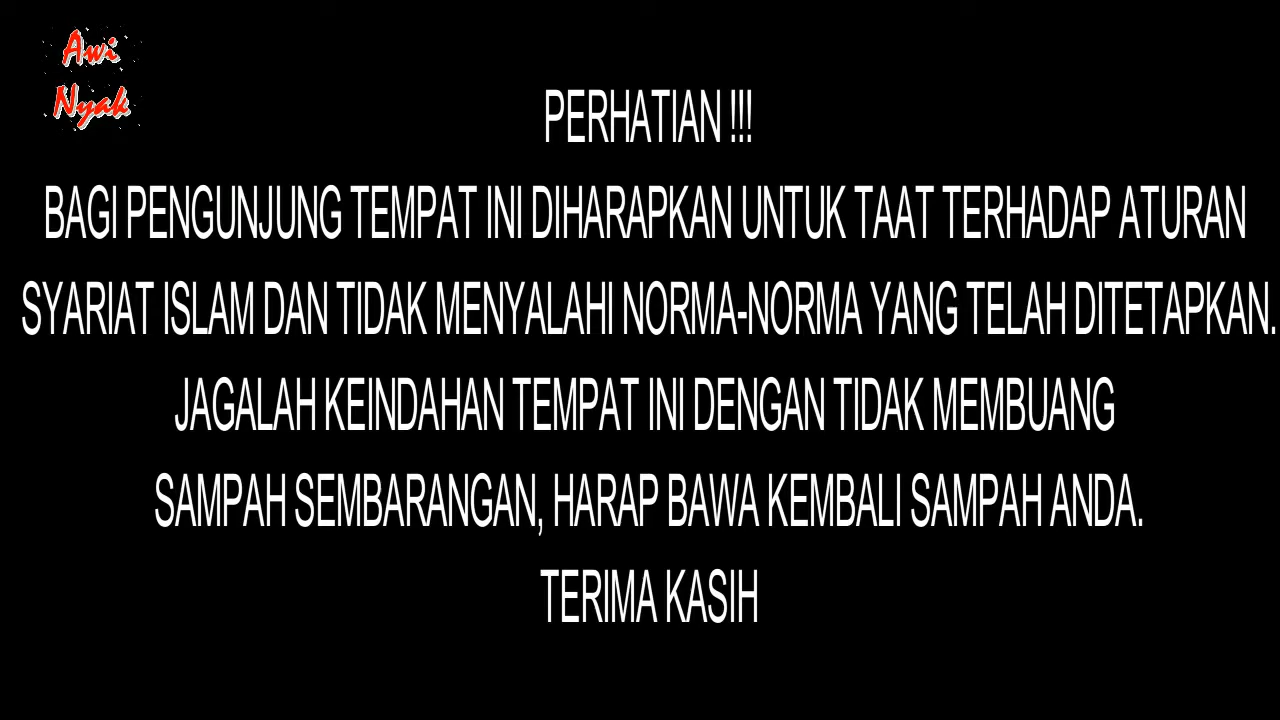 Awi
Nyak
PERHATIAN !!!
BAGI PENGUNJUNG TEMPAT INI DIHARAPKAN UNTUK TAAT TERHADAP ATURAN
SYARIAT ISLAM DAN TIDAK MENYALAHI NORMA-NORMA YANG TELAH DITETAPKAN.
JAGALAH KEINDAHAN TEMPAT INI DENGAN TIDAK MEMBUANG
SAMPAH SEMBARANGAN, HARAP BAWA KEMBALI SAMPAH ANDA.
TERIMA KASIH